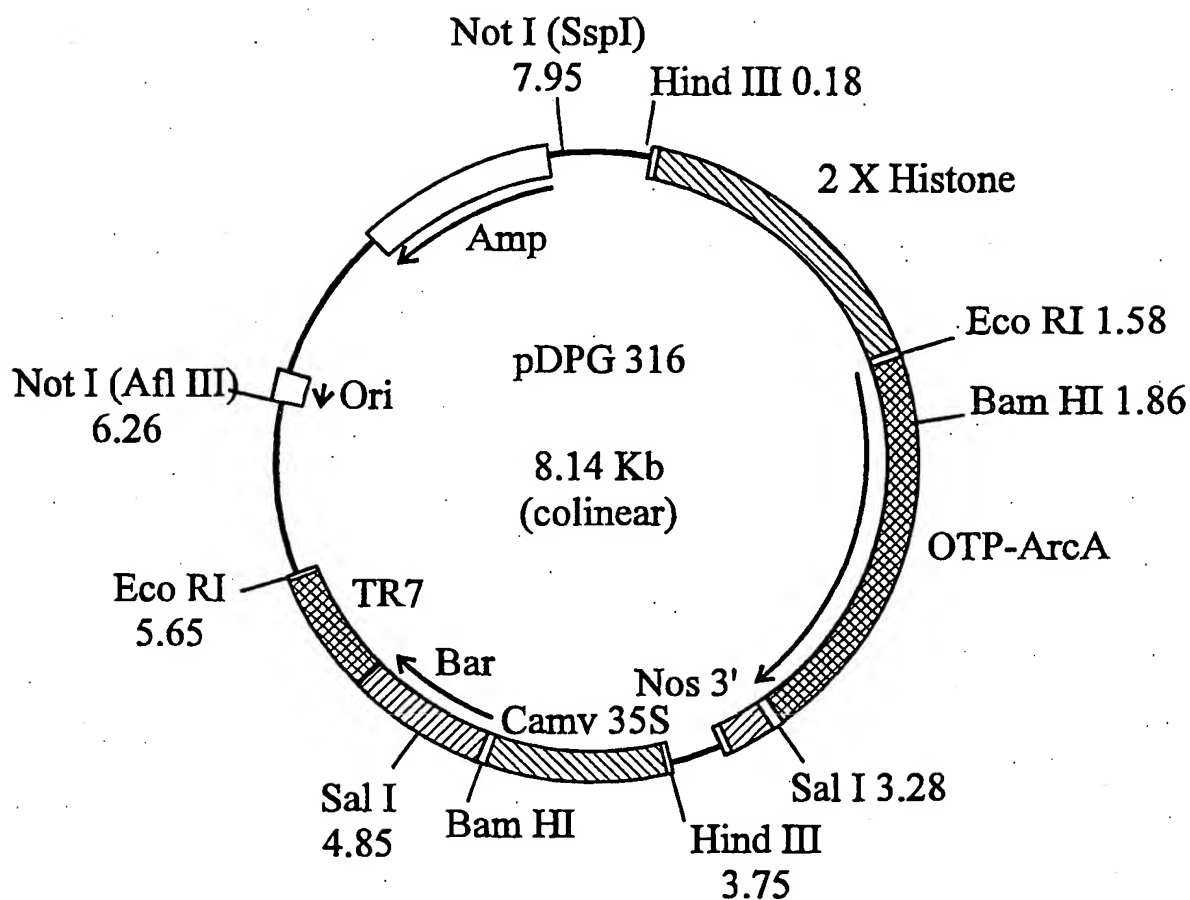 Not I (SspI)
7.95
Hind III 0.18
2 X Histone
Amp
Eco RI 1.58
pDPG 316
Not I (Afl III)
6.26
Ori
Bam HI 1.86
8.14 Kb
(colinear)
OTP-ArcA
Eco RI
5.65
TR7
Bar
Nos 3'
Camv 35S
Sal I 3.28
Sal I
4.85
Bam HI
Hind III
3.75